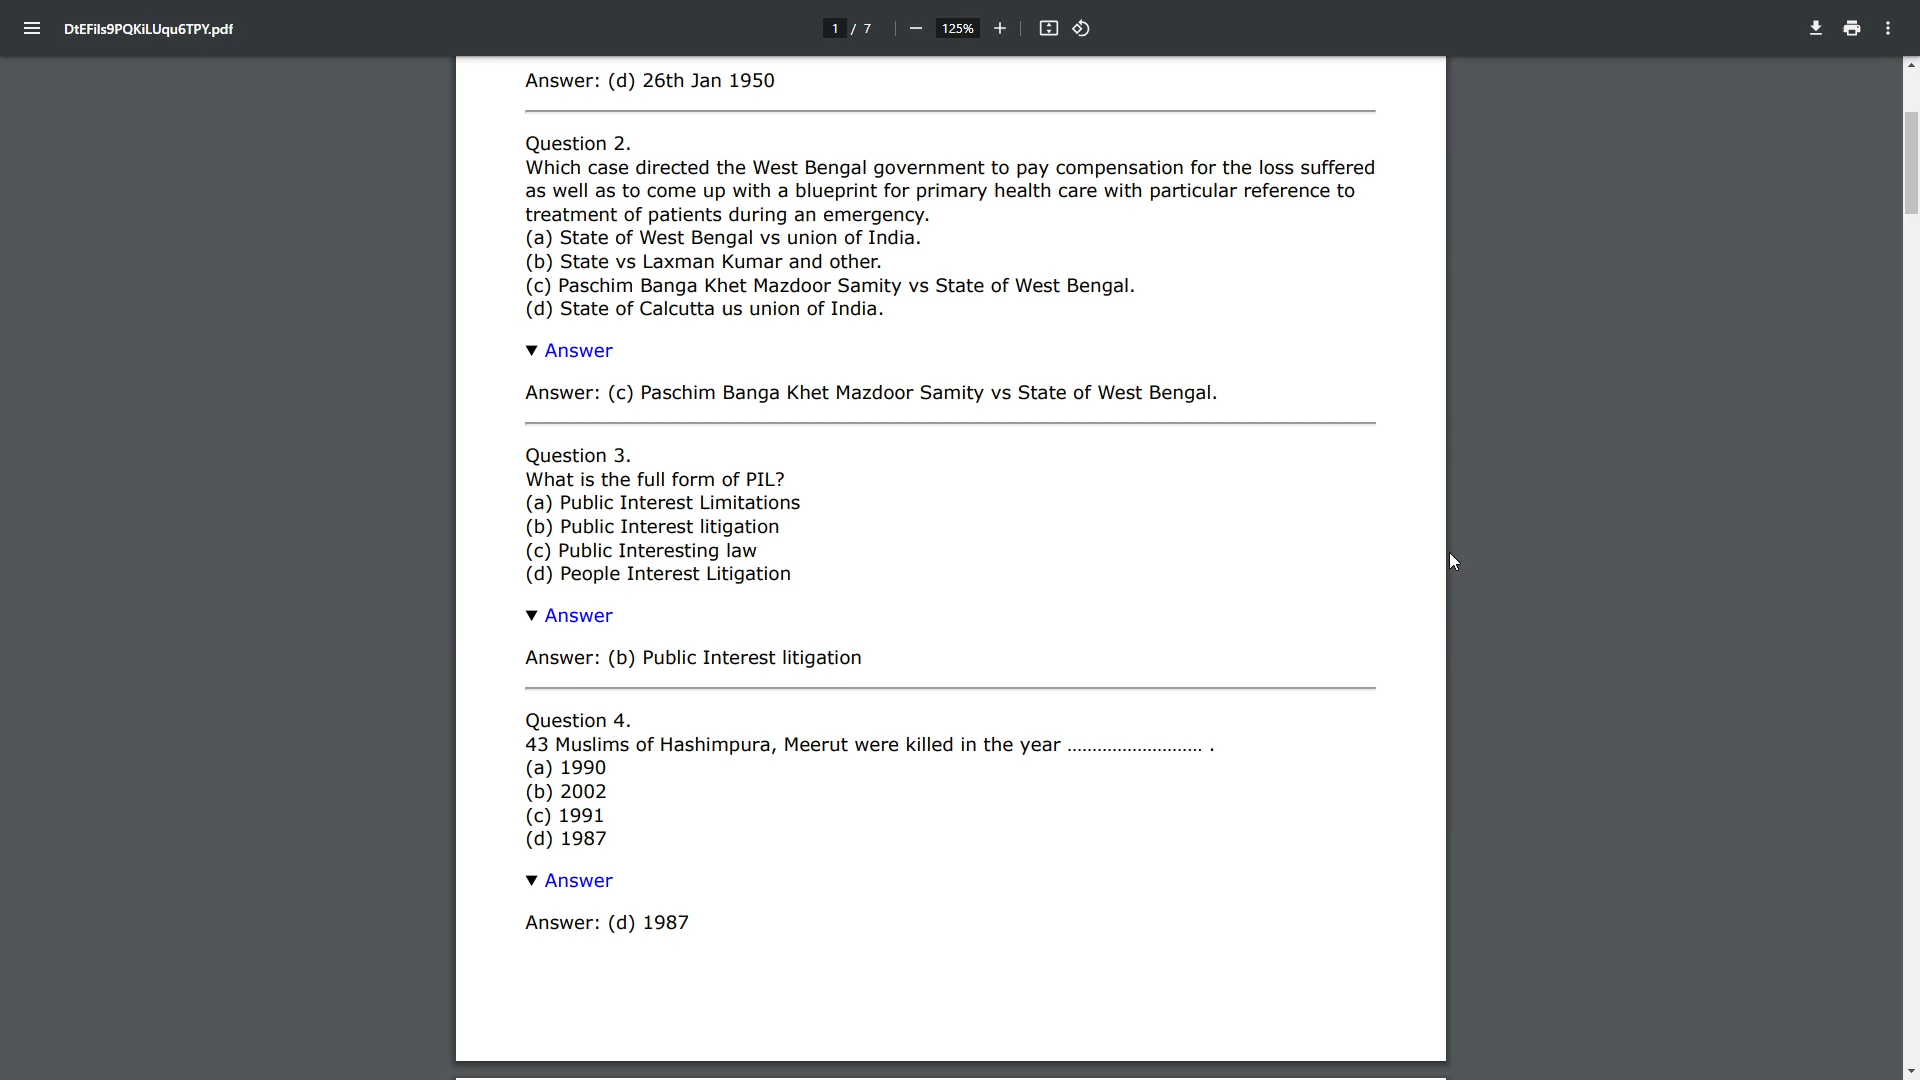 DtEFils9PQKiLUqu6TPY.pdf
1 / 7
125%
Answer: (d) 26th Jan 1950
Question 2.
Which case directed the West Bengal government to pay compensation for the loss suffered
as well as to come up with a blueprint for primary health care with particular reference to
treatment of patients during an emergency.
(a) State of West Bengal vs union of India.
(b) State vs Laxman Kumar and other.
(c) Paschim Banga Khet Mazdoor Samity vs State of West Bengal.
(d) State of Calcutta us union of India.
▼ Answer
Answer: (c) Paschim Banga Khet Mazdoor Samity vs State of West Bengal.
Question 3.
What is the full form of PIL?
(a) Public Interest Limitations
(b) Public Interest litigation
(c) Public Interesting law
(d) People Interest Litigation
▼ Answer
Answer: (b) Public Interest litigation
Question 4.
43 Muslims of Hashimpura, Meerut were killed in the year ........................... .
(a) 1990
(b) 2002
(c) 1991
(d) 1987
▼ Answer
Answer: (d) 1987